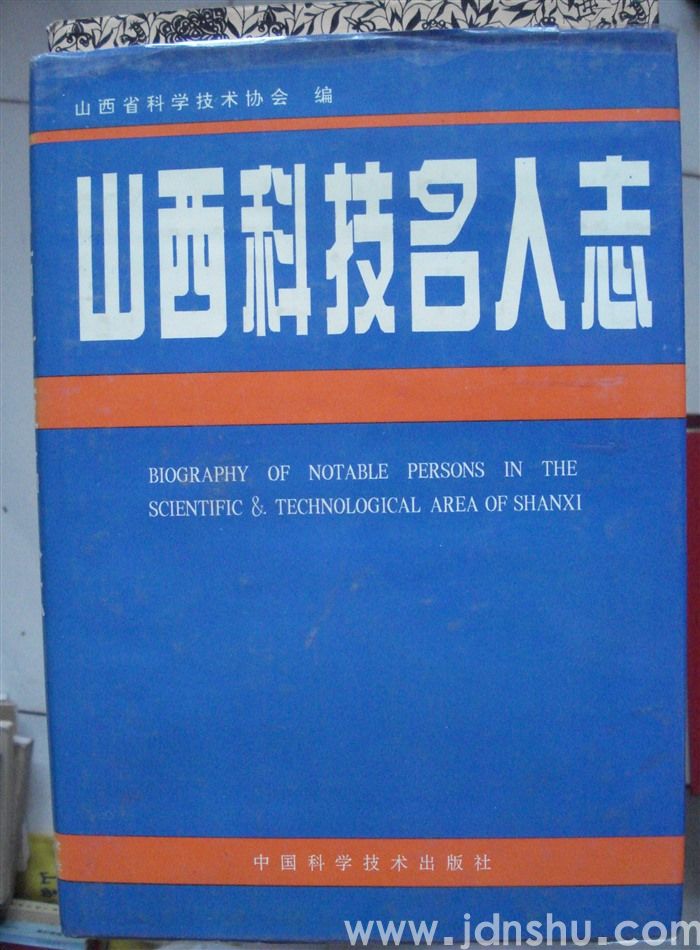 山西省科学技术协会 编
山西科技名人志
BIOGRAPHY OF NOTABLE PERSONS IN THE
SCIENTIFIC &. TECHNOLOGICAL AREA OF SHANXI
中国科学技术出版社
www.jdnshu.com